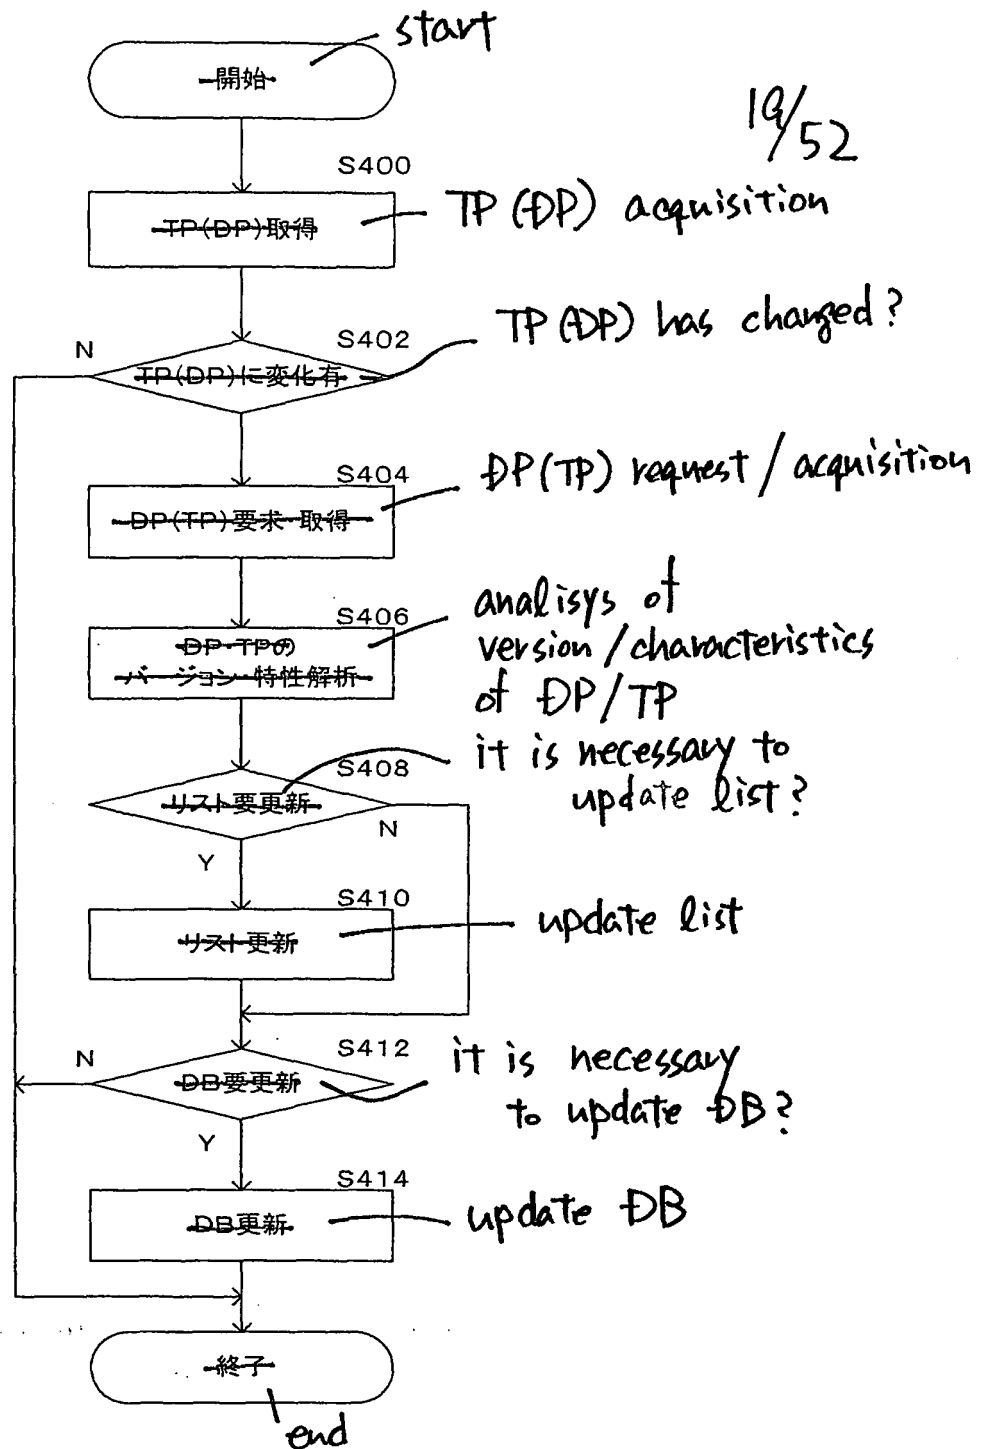 start
開始
19/52
S400
TP(DP)取得
TP (DP) acquisition
S402
N
TP(DP)に変化有
TP (DP) has changed?
S404
DP(TP)要求・取得
DP(TP) request / acquisition
S406
DP・TPの
バージョン・特性解析
analisys of
version / characteristics
of DP/TP
S408
リスト要更新
N
Y
it is necessary to
update list?
S410
リスト更新
update list
S412
N
DB要更新
Y
it is necessary
to update DB?
S414
DB更新
update DB
終了
end